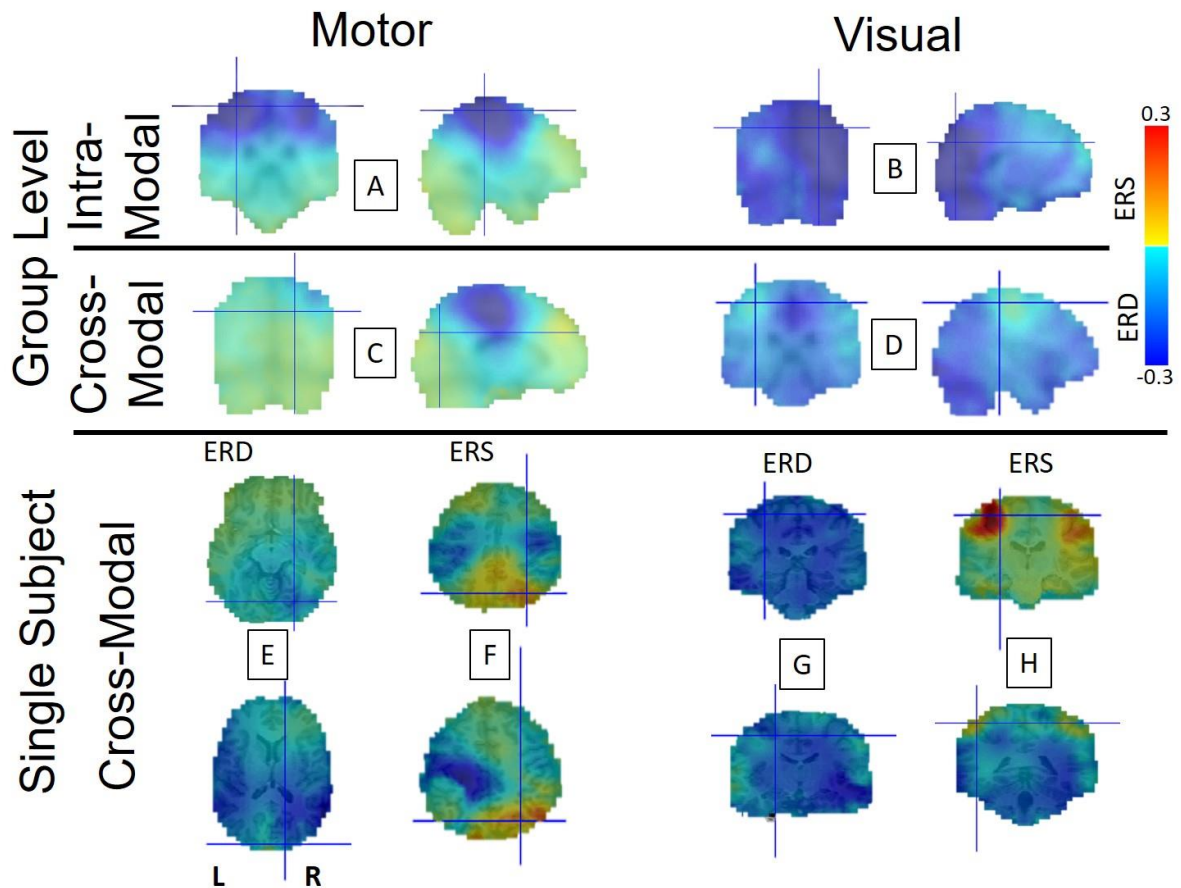 Motor
Visual
Group Level
Intra-
Modal
A
B
0.3
ERS
ERD
-0.3
Cross-
Modal
C
D
Single Subject
Cross-Modal
ERD
ERS
ERD
ERS
E
F
G
H
L
R